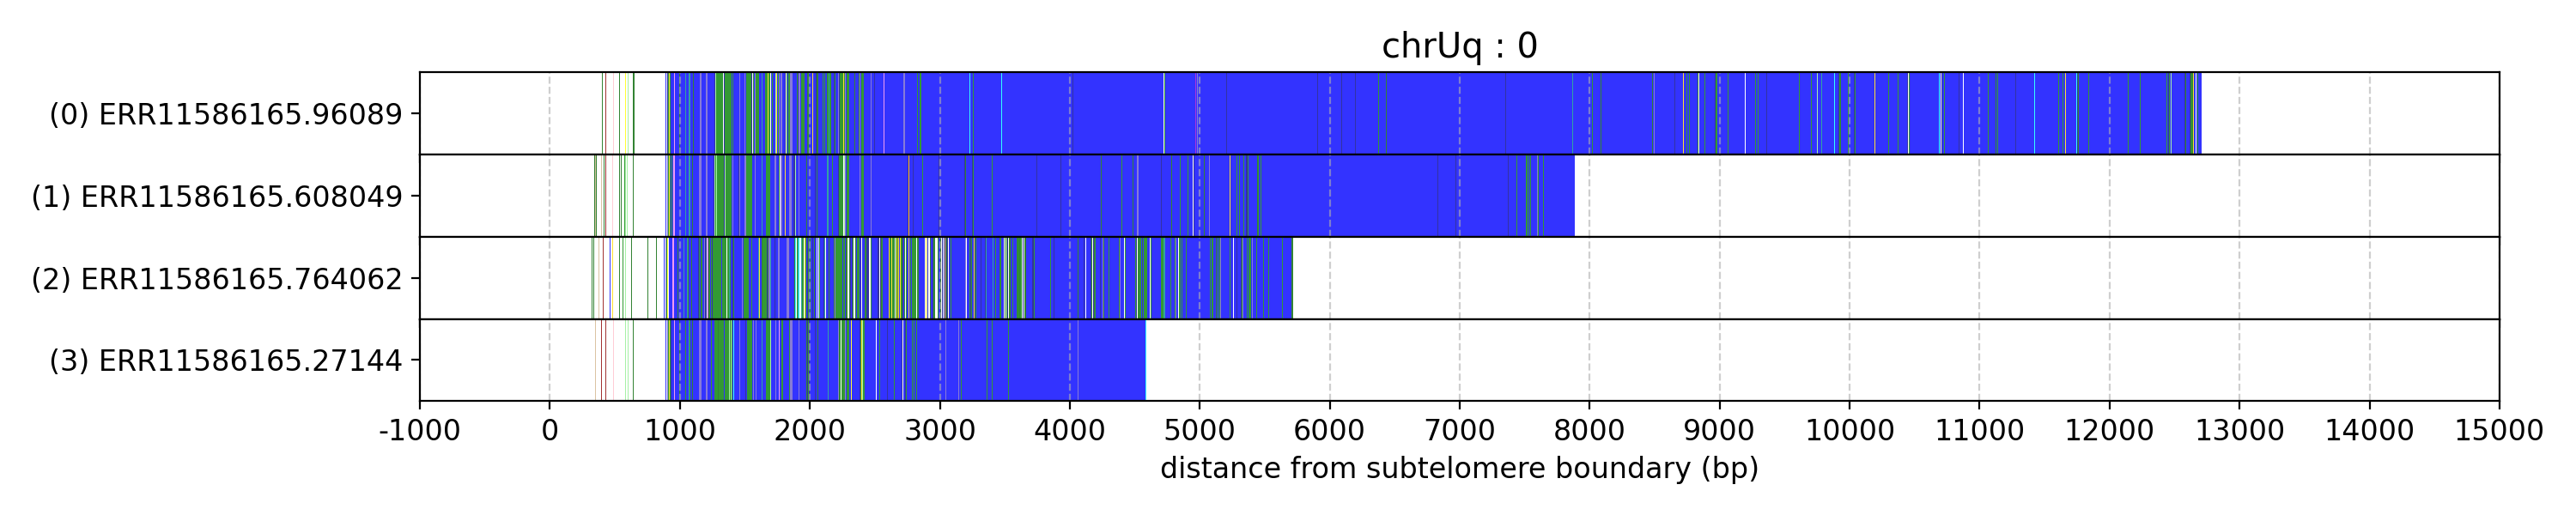 chrUq : 0
(0) ERR11586165.96089
(1) ERR11586165.608049
(2) ERR11586165.764062
(3) ERR11586165.27144
-1000 0 1000 2000 3000 4000 5000 6000 7000 8000 9000 10000 11000 12000 13000 14000 15000
distance from subtelomere boundary (bp)